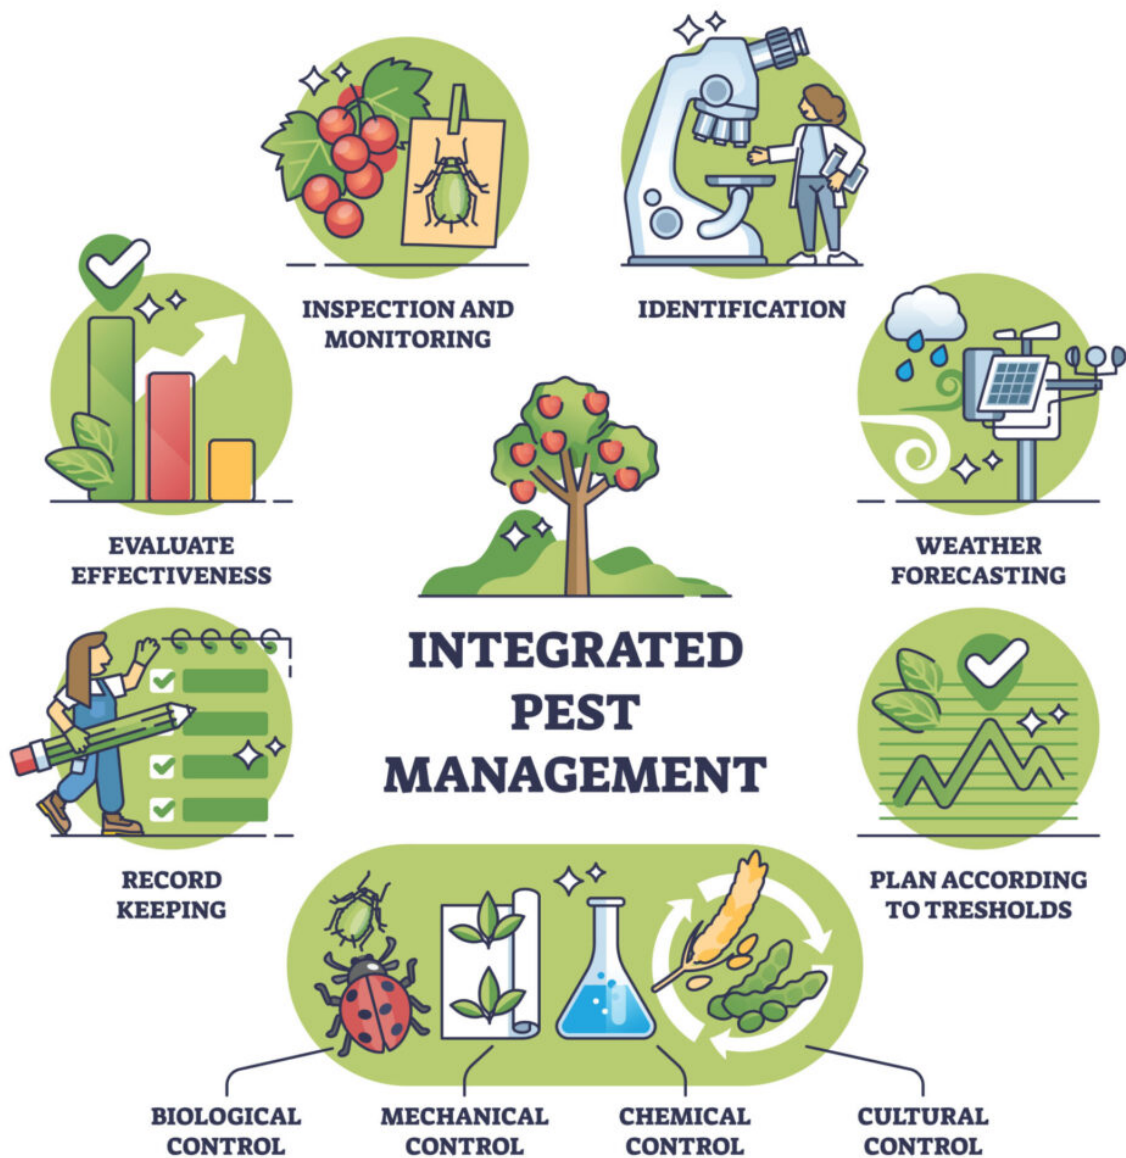 INSPECTION AND
MONITORING
IDENTIFICATION
EVALUATE
EFFECTIVENESS
WEATHER
FORECASTING
INTEGRATED
PEST
MANAGEMENT
RECORD
KEEPING
PLAN ACCORDING
TO TRESHOLDS
BIOLOGICAL
CONTROL
MECHANICAL
CONTROL
CHEMICAL
CONTROL
CULTURAL
CONTROL